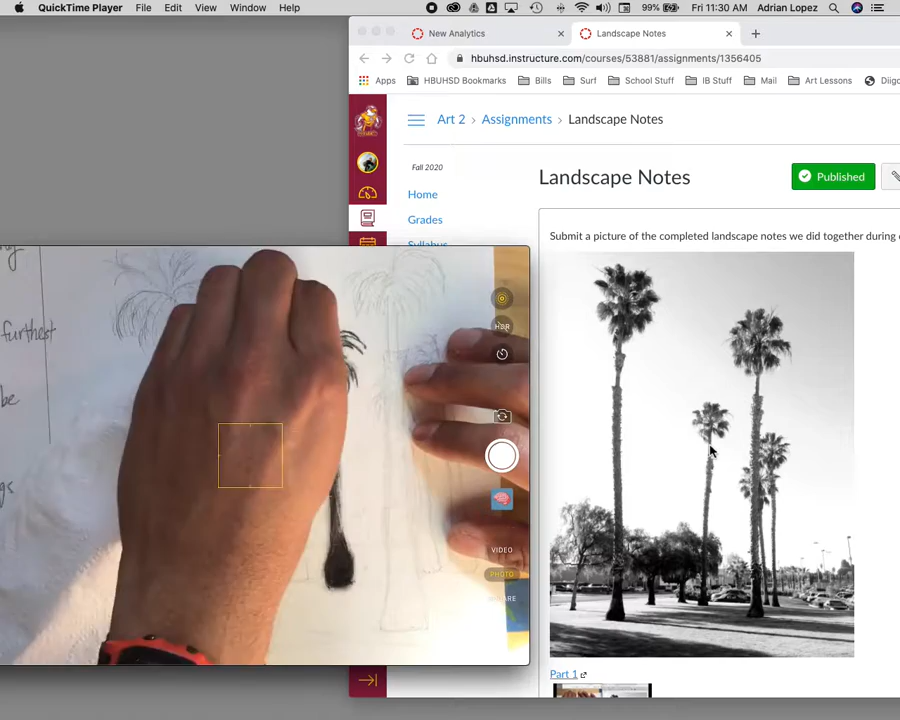 QuickTime Player File Edit View Window Help 99% Fri 11:30 AM Adrian Lopez
New Analytics × Landscape Notes × +
hbuhsd.instructure.com/courses/53881/assignments/1356405
Apps HBUHSD Bookmarks Bills Surf School Stuff IB Stuff Mail Art Lessons Diigo
Art 2 > Assignments > Landscape Notes
Fall 2020
Landscape Notes
Published
Home
Grades
Syllabus
Submit a picture of the completed landscape notes we did together during
furthest
be
HDR
VIDEO
PHOTO
Part 1